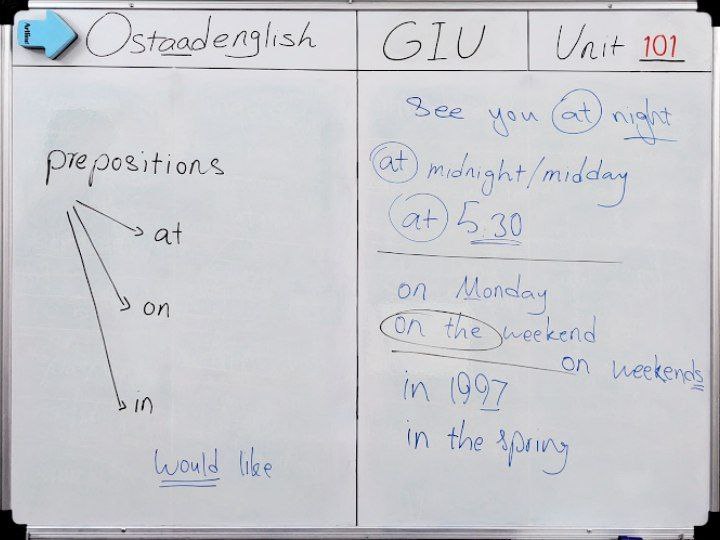 Ostaadenglish
GIU
Unit 101
prepositions
at
on
in
would like
See you at night
at midnight/midday
at 5:30
on Monday
on the weekend
on weekends
in 1997
in the spring